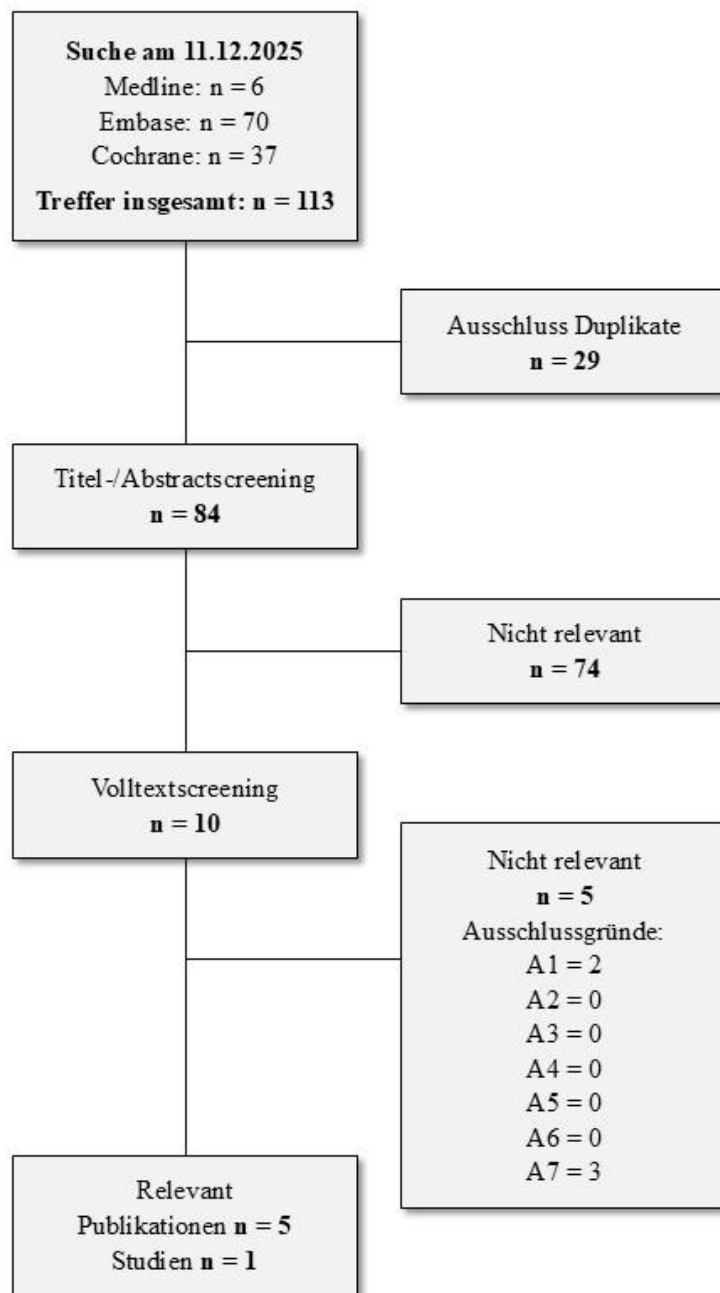 Suche am 11.12.2025
Medline: n = 6
Embase: n = 70
Cochrane: n = 37
Treffer insgesamt: n = 113
Ausschluss Duplikate
n = 29
Titel-/Abstractscreening
n = 84
Nicht relevant
n = 74
Volltextscreening
n = 10
Nicht relevant
n = 5
Ausschlussgründe:
A1 = 2
A2 = 0
A3 = 0
A4 = 0
A5 = 0
A6 = 0
A7 = 3
Relevant
Publikationen n = 5
Studien n = 1